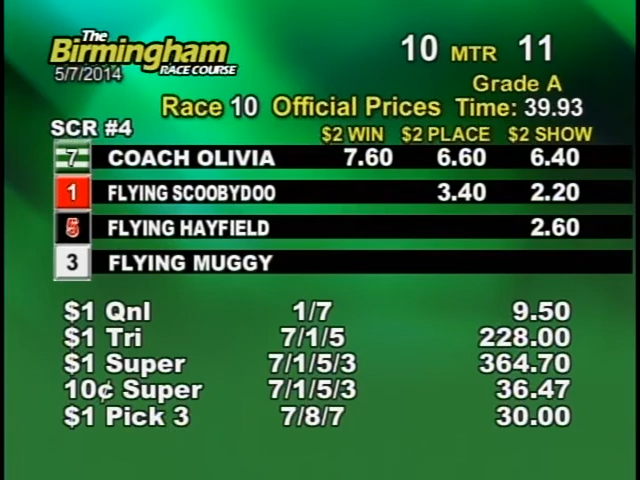 The
Birmingham
RACE COURSE
5/7/2014
10 MTR 11
Grade A
Race 10 Official Prices Time: 39.93
SCR #4
$2 WIN $2 PLACE $2 SHOW
7 COACH OLIVIA 7.60 6.60 6.40
1 FLYING SCOOBYDOO 3.40 2.20
5 FLYING HAYFIELD 2.60
3 FLYING MUGGY
$1 Qnl 1/7 9.50
$1 Tri 7/1/5 228.00
$1 Super 7/1/5/3 364.70
10¢ Super 7/1/5/3 36.47
$1 Pick 3 7/8/7 30.00